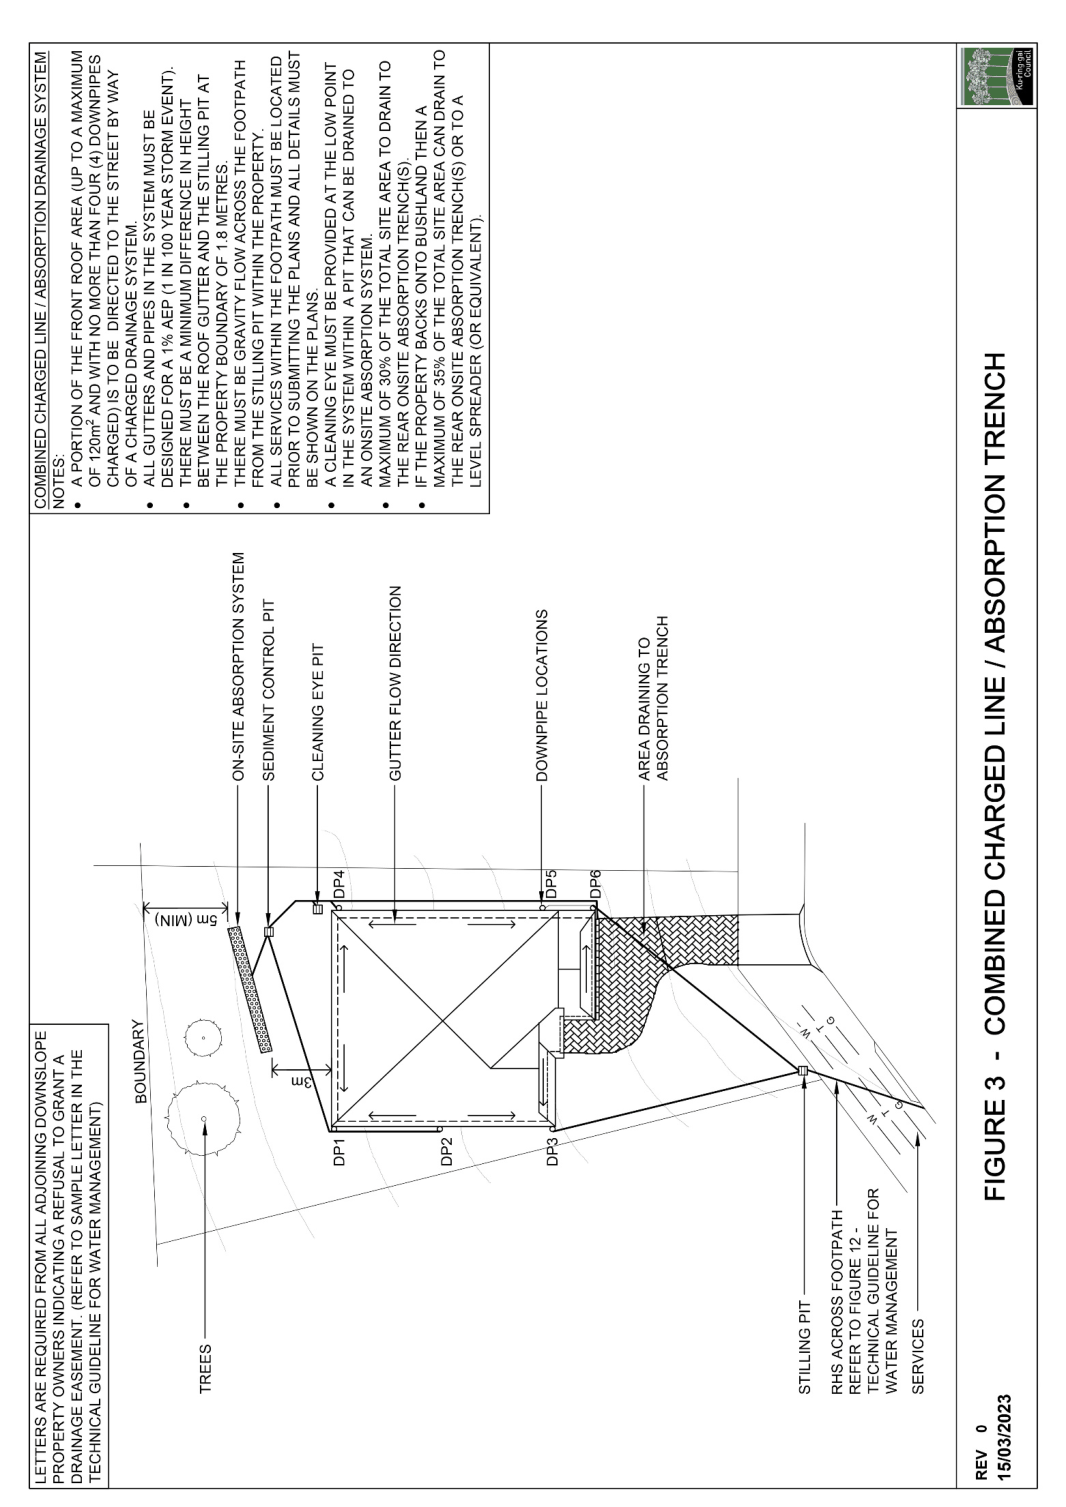 LETTERS ARE REQUIRED FROM ALL ADJOINING DOWNSLOPE
PROPERTY OWNERS INDICATING A REFUSAL TO GRANT A
DRAINAGE EASEMENT. (REFER TO SAMPLE LETTER IN THE
TECHNICAL GUIDELINE FOR WATER MANAGEMENT)
COMBINED CHARGED LINE / ABSORPTION DRAINAGE SYSTEM
NOTES:
• A PORTION OF THE FRONT ROOF AREA (UP TO A MAXIMUM
OF 120m² AND WITH NO MORE THAN FOUR (4) DOWNPIPES
CHARGED) IS TO BE DIRECTED TO THE STREET BY WAY
OF A CHARGED DRAINAGE SYSTEM.
• ALL GUTTERS AND PIPES IN THE SYSTEM MUST BE
DESIGNED FOR A 1% AEP (1 IN 100 YEAR STORM EVENT).
• THERE MUST BE A MINIMUM DIFFERENCE IN HEIGHT
BETWEEN THE ROOF GUTTER AND THE STILLING PIT AT
THE PROPERTY BOUNDARY OF 1.8 METRES.
• THERE MUST BE GRAVITY FLOW ACROSS THE FOOTPATH
FROM THE STILLING PIT WITHIN THE PROPERTY.
• ALL SERVICES WITHIN THE FOOTPATH MUST BE LOCATED
PRIOR TO SUBMITTING THE PLANS AND ALL DETAILS MUST
BE SHOWN ON THE PLANS.
• A CLEANING EYE MUST BE PROVIDED AT THE LOW POINT
IN THE SYSTEM WITHIN A PIT THAT CAN BE DRAINED TO
AN ONSITE ABSORPTION SYSTEM.
• MAXIMUM OF 30% OF THE TOTAL SITE AREA TO DRAIN TO
THE REAR ONSITE ABSORPTION TRENCH(S).
• IF THE PROPERTY BACKS ONTO BUSHLAND THEN A
MAXIMUM OF 35% OF THE TOTAL SITE AREA CAN DRAIN TO
THE REAR ONSITE ABSORPTION TRENCH(S) OR TO A
LEVEL SPREADER (OR EQUIVALENT).
BOUNDARY
5m (MIN)
ON-SITE ABSORPTION SYSTEM
SEDIMENT CONTROL PIT
TREES
3m
CLEANING EYE PIT
DP1
DP4
GUTTER FLOW DIRECTION
DP2
DOWNPIPE LOCATIONS
DP3
DP5
DP6
AREA DRAINING TO
ABSORPTION TRENCH
STILLING PIT
W
T
G
W
T
G
RHS ACROSS FOOTPATH
REFER TO FIGURE 12 -
TECHNICAL GUIDELINE FOR
WATER MANAGEMENT
SERVICES
REV 0
15/03/2023
FIGURE 3 - COMBINED CHARGED LINE / ABSORPTION TRENCH
Ku-ring-gai
Council